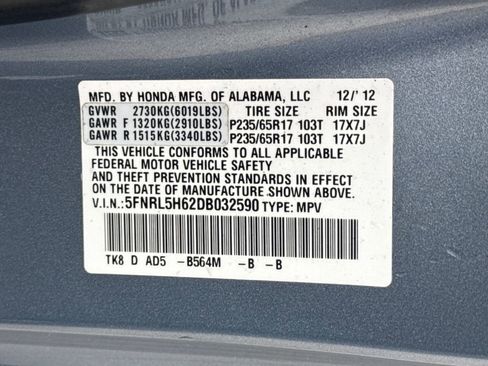 MFD. BY HONDA MFG. OF ALABAMA, LLC 12/'12
GVWR 2730KG(6019LBS) TIRE SIZE RIM SIZE
GAWR F 1320KG(2910LBS) P235/65R17 103T 17X7J
GAWR R 1515KG(3340LBS) P235/65R17 103T 17X7J
THIS VEHICLE CONFORMS TO ALL APPLICABLE
FEDERAL MOTOR VEHICLE SAFETY
AND THEFT PREVENTION STANDARDS IN EFFECT
ON THE DATE OF MANUFACTURE SHOWN ABOVE.
V.I.N.:5FNRL5H62DB032590 TYPE: MPV
TK8 D AD5 -B564M -B -B